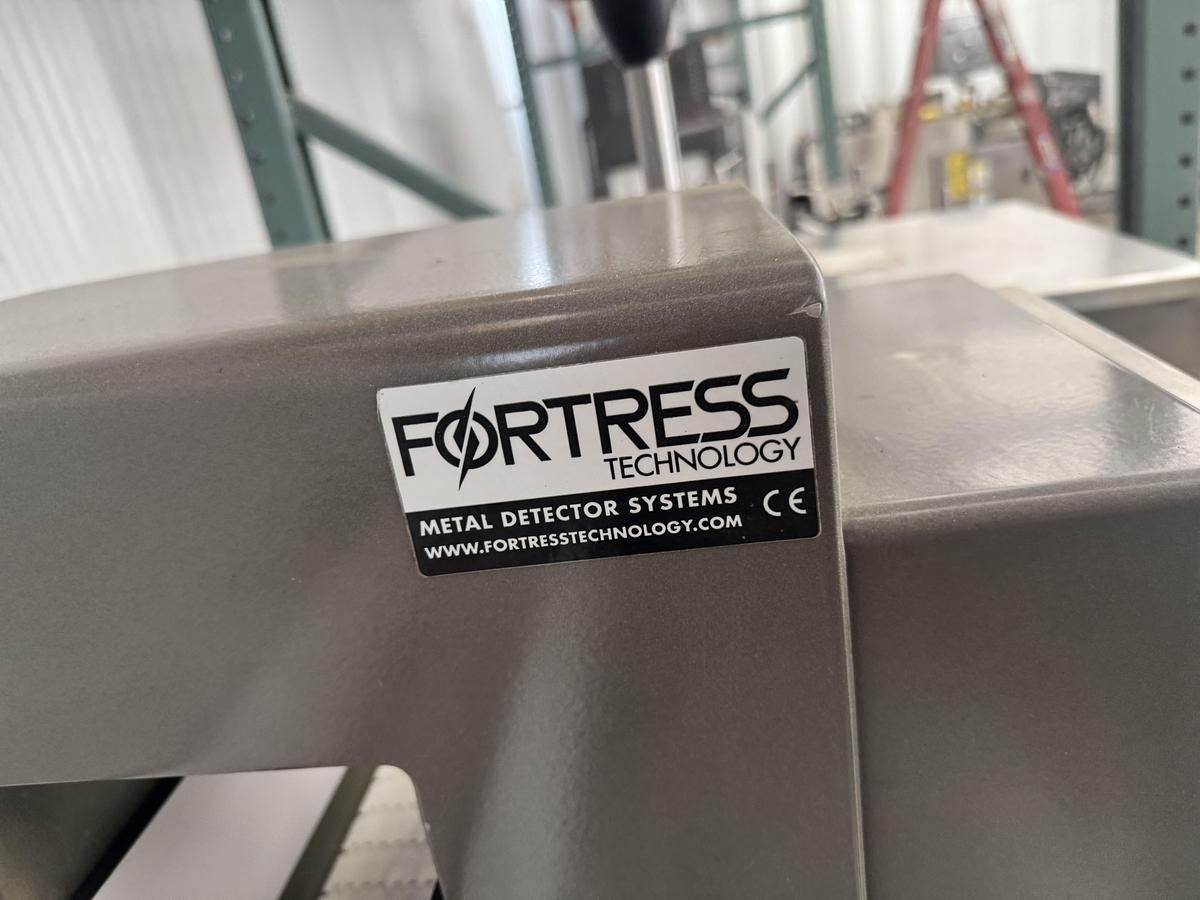 FORTRESS
TECHNOLOGY
METAL DETECTOR SYSTEMS CE
WWW.FORTRESSTECHNOLOGY.COM